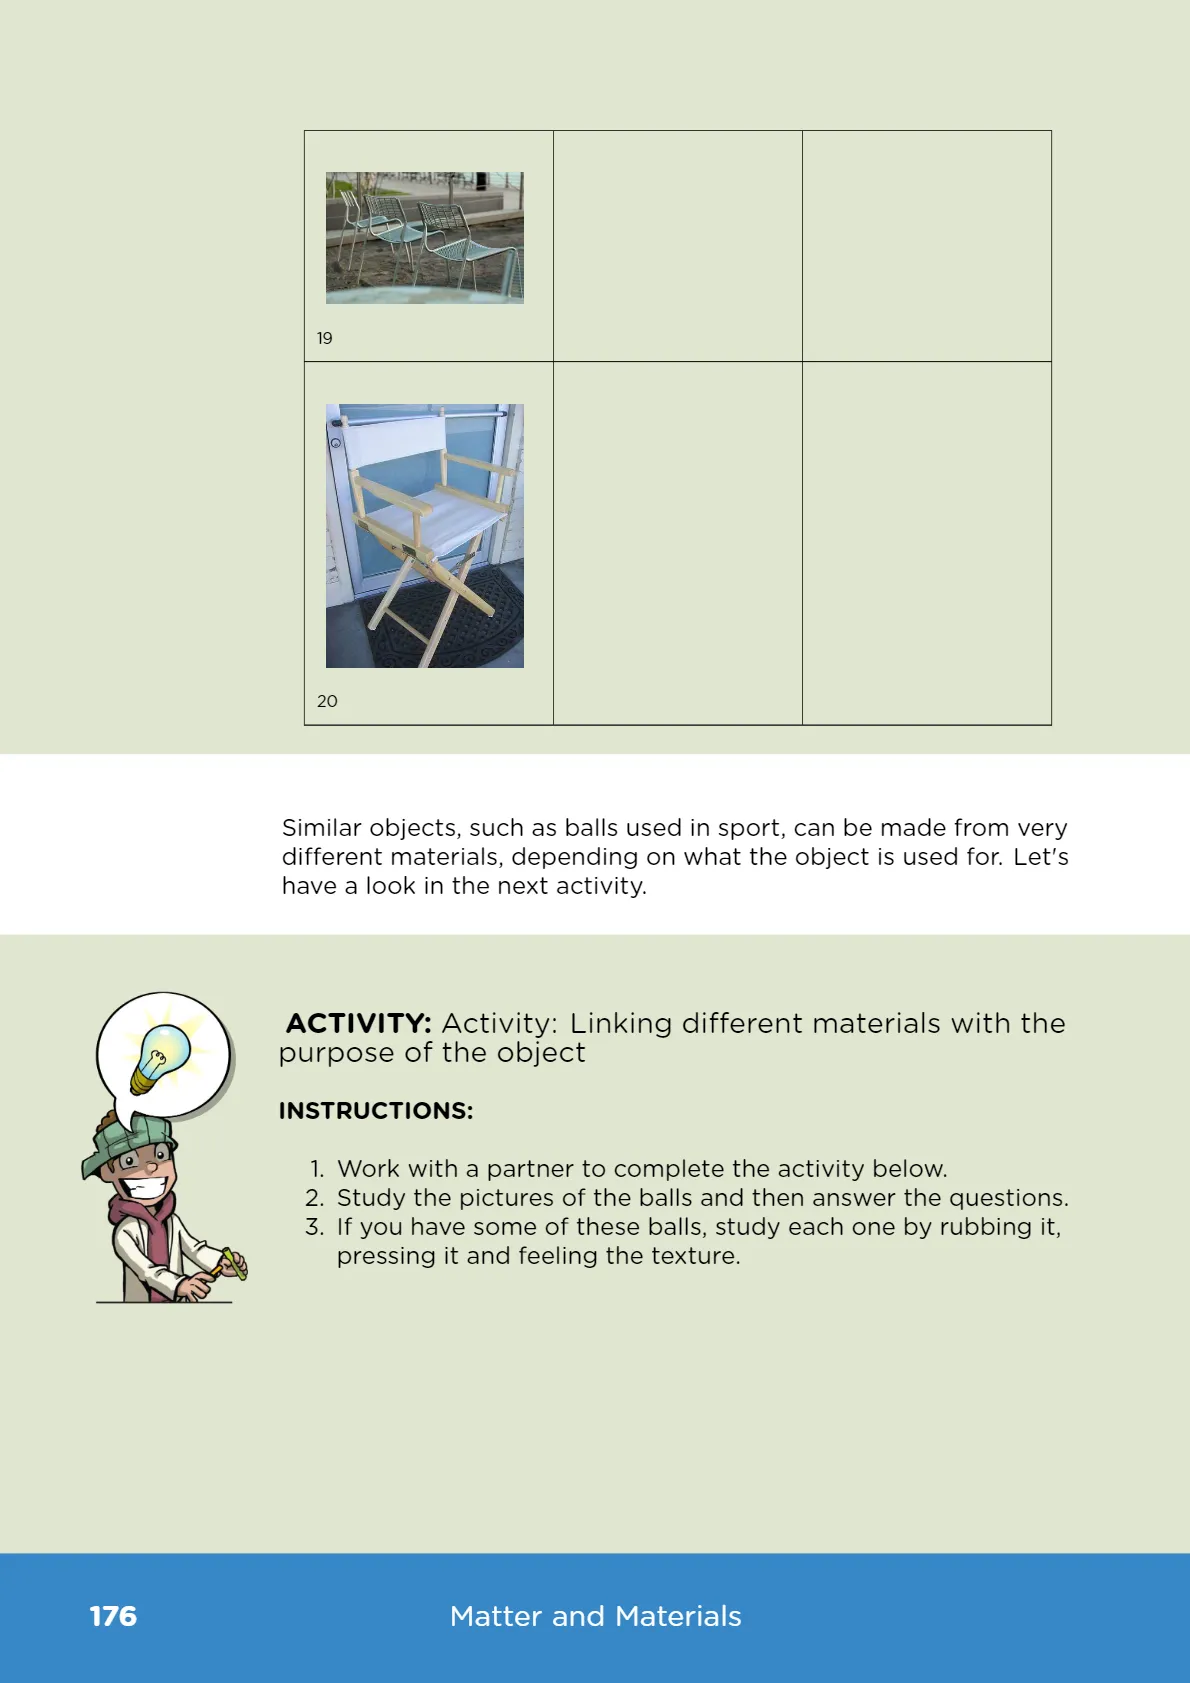 19
20
Similar objects, such as balls used in sport, can be made from very
different materials, depending on what the object is used for. Let's
have a look in the next activity.
ACTIVITY: Activity: Linking different materials with the
purpose of the object
INSTRUCTIONS:
1. Work with a partner to complete the activity below.
2. Study the pictures of the balls and then answer the questions.
3. If you have some of these balls, study each one by rubbing it,
pressing it and feeling the texture.
176 Matter and Materials